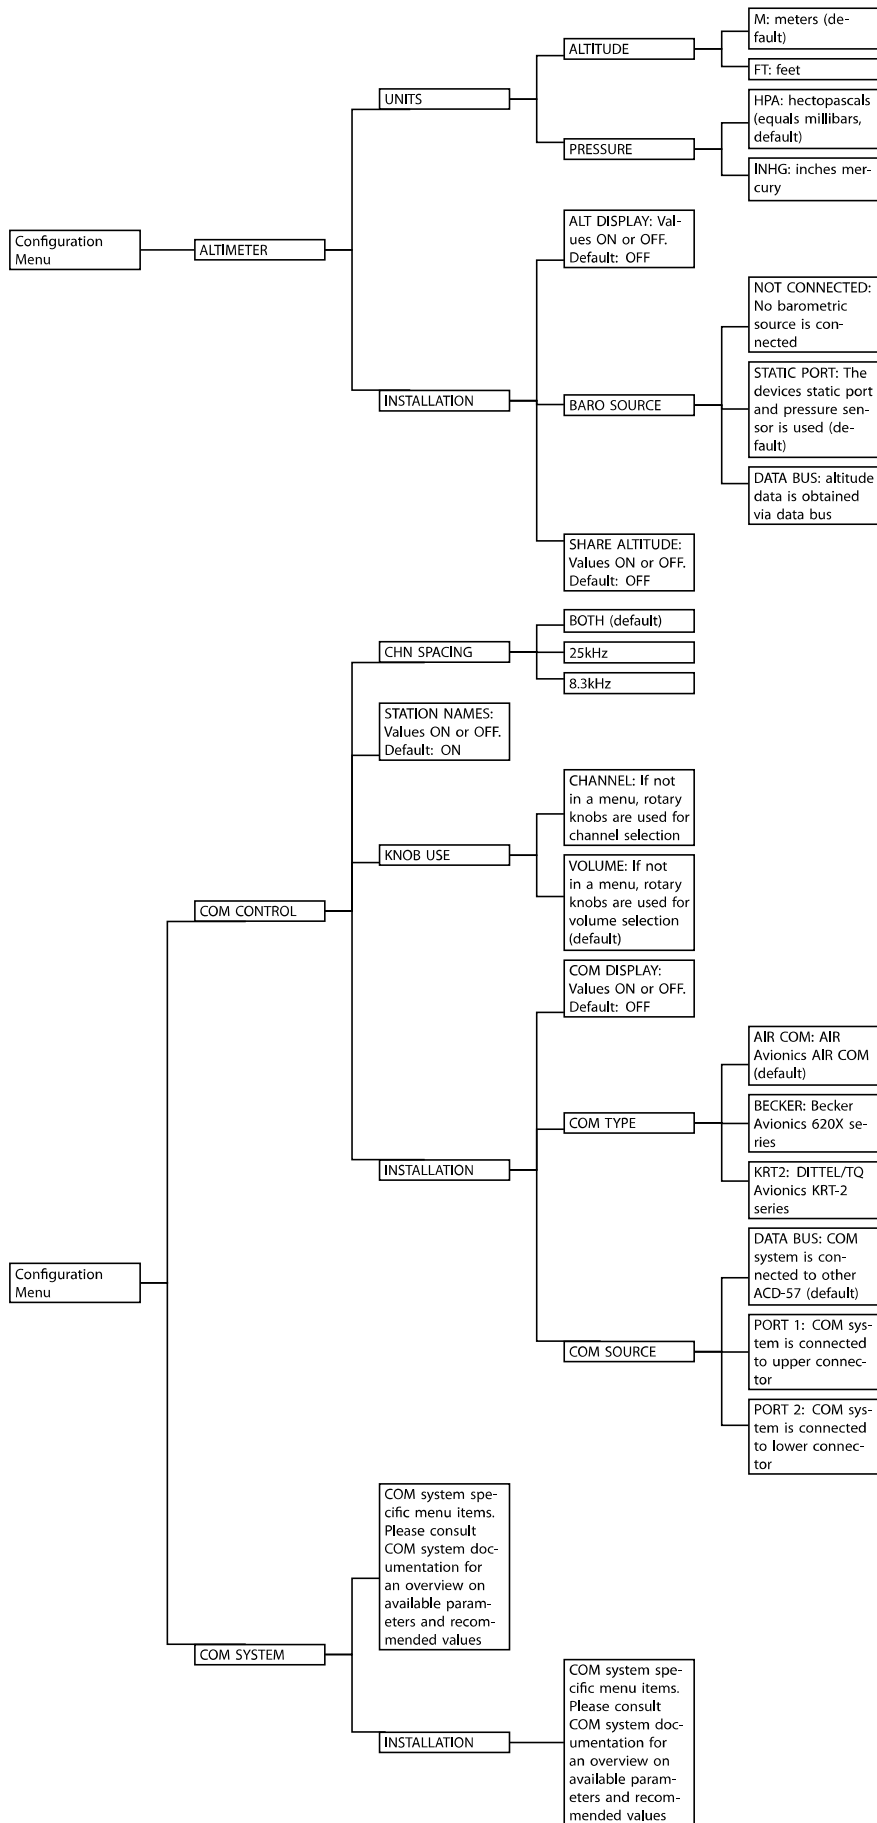 Configuration
Menu
ALTIMETER
UNITS
ALTITUDE
M: meters (de-
fault)
FT: feet
PRESSURE
HPA: hectopascals
(equals millibars,
default)
INHG: inches mer-
cury
INSTALLATION
ALT DISPLAY: Val-
ues ON or OFF.
Default: OFF
BARO SOURCE
NOT CONNECTED:
No barometric
source is con-
nected
STATIC PORT: The
devices static port
and pressure sen-
sor is used (de-
fault)
DATA BUS: altitude
data is obtained
via data bus
SHARE ALTITUDE:
Values ON or OFF.
Default: OFF
Configuration
Menu
COM CONTROL
CHN SPACING
BOTH (default)
25kHz
8.3kHz
STATION NAMES:
Values ON or OFF.
Default: ON
KNOB USE
CHANNEL: If not
in a menu, rotary
knobs are used for
channel selection
VOLUME: If not
in a menu, rotary
knobs are used for
volume selection
(default)
INSTALLATION
COM DISPLAY:
Values ON or OFF.
Default: OFF
COM TYPE
AIR COM: AIR
Avionics AIR COM
(default)
BECKER: Becker
Avionics 620X se-
ries
KRT2: DITTEL/TQ
Avionics KRT-2
series
COM SOURCE
DATA BUS: COM
system is con-
nected to other
ACD-57 (default)
PORT 1: COM sys-
tem is connected
to upper connec-
tor
PORT 2: COM sys-
tem is connected
to lower connec-
tor
COM SYSTEM
COM system spe-
cific menu items.
Please consult
COM system doc-
umentation for
an overview on
available param-
eters and recom-
mended values
INSTALLATION
COM system spe-
cific menu items.
Please consult
COM system doc-
umentation for
an overview on
available param-
eters and recom-
mended values